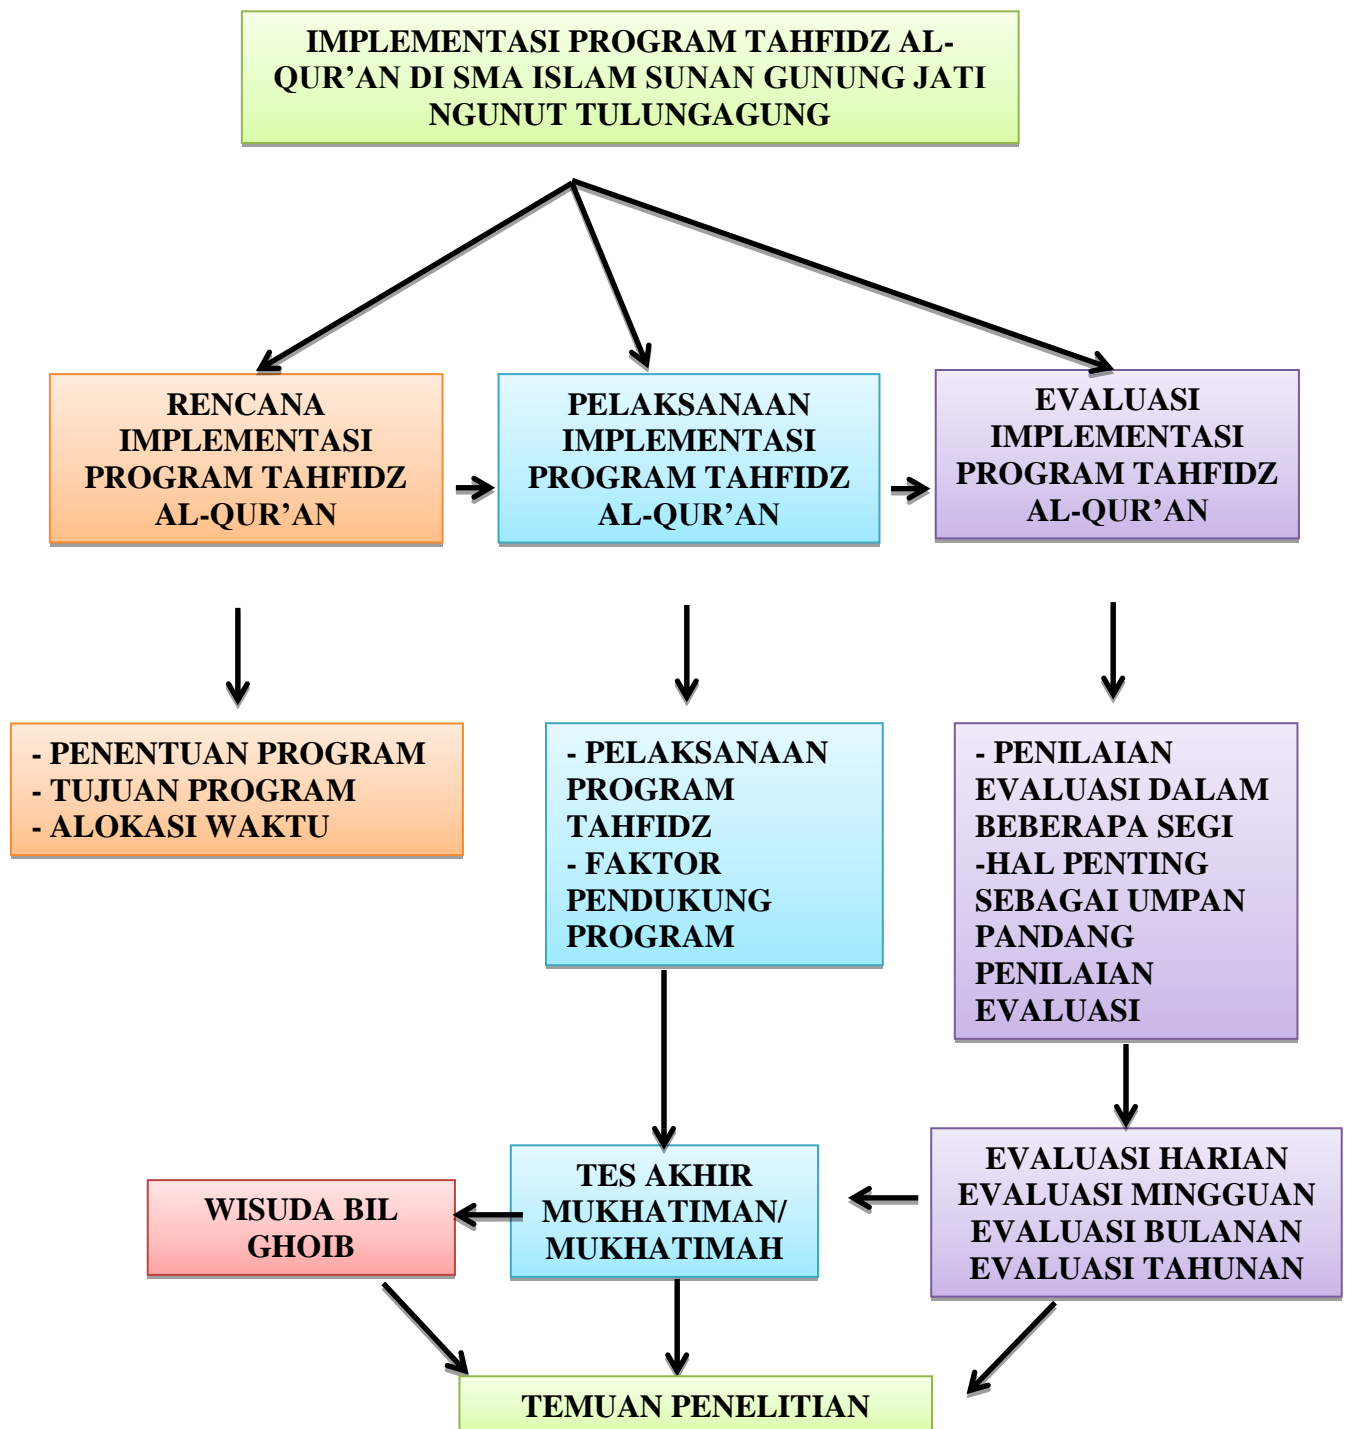 IMPLEMENTASI PROGRAM TAHFIDZ AL-
QUR’AN DI SMA ISLAM SUNAN GUNUNG JATI
NGUNUT TULUNGAGUNG
RENCANA
IMPLEMENTASI
PROGRAM TAHFIDZ
AL-QUR’AN
PELAKSANAAN
IMPLEMENTASI
PROGRAM TAHFIDZ
AL-QUR’AN
EVALUASI
IMPLEMENTASI
PROGRAM TAHFIDZ
AL-QUR’AN
- PENENTUAN PROGRAM
- TUJUAN PROGRAM
- ALOKASI WAKTU
- PELAKSANAAN
PROGRAM
TAHFIDZ
- FAKTOR
PENDUKUNG
PROGRAM
- PENILAIAN
EVALUASI DALAM
BEBERAPA SEGI
-HAL PENTING
SEBAGAI UMPAN
PANDANG
PENILAIAN
EVALUASI
WISUDA BIL
GHOIB
TES AKHIR
MUKHATIMAN/
MUKHATIMAH
EVALUASI HARIAN
EVALUASI MINGGUAN
EVALUASI BULANAN
EVALUASI TAHUNAN
TEMUAN PENELITIAN